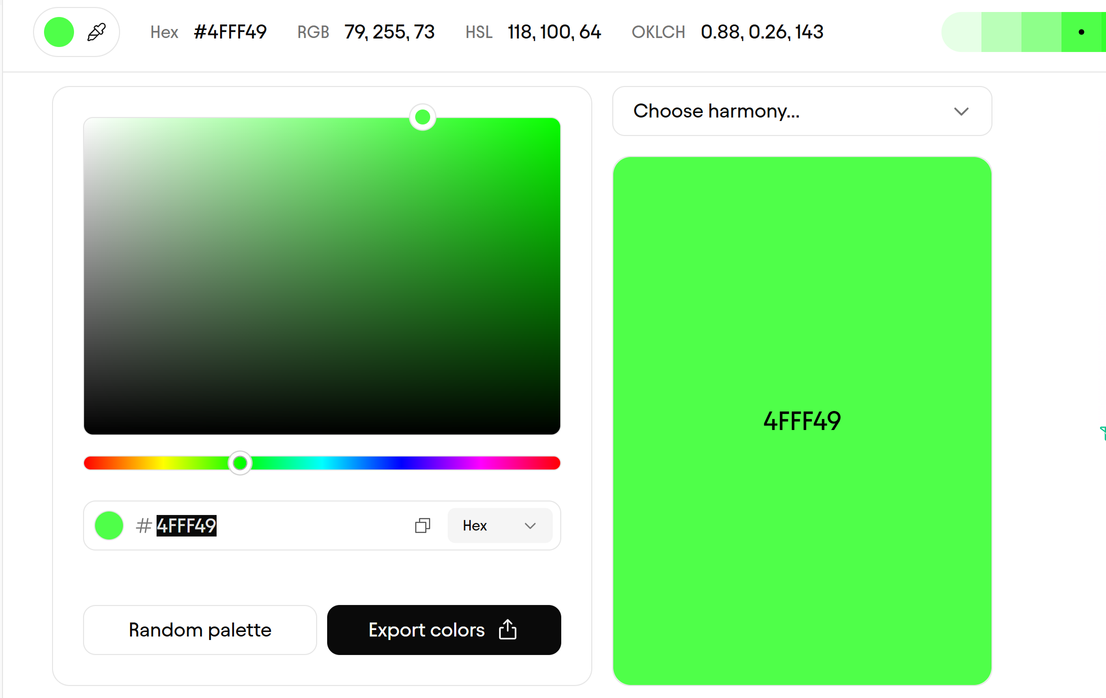 Hex #4FFF49 RGB 79, 255, 73 HSL 118, 100, 64 OKLCH 0.88, 0.26, 143
Choose harmony...
4FFF49
# 4FFF49 Hex
Random palette Export colors